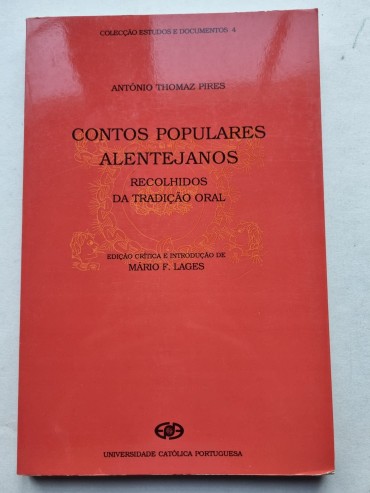 COLECÇÃO ESTUDOS E DOCUMENTOS 4
ANTÓNIO THOMAZ PIRES
CONTOS POPULARES
ALENTEJANOS
RECOLHIDOS
DA TRADIÇÃO ORAL
EDIÇÃO CRÍTICA E INTRODUÇÃO DE
MÁRIO F. LAGES
UNIVERSIDADE CATÓLICA PORTUGUESA